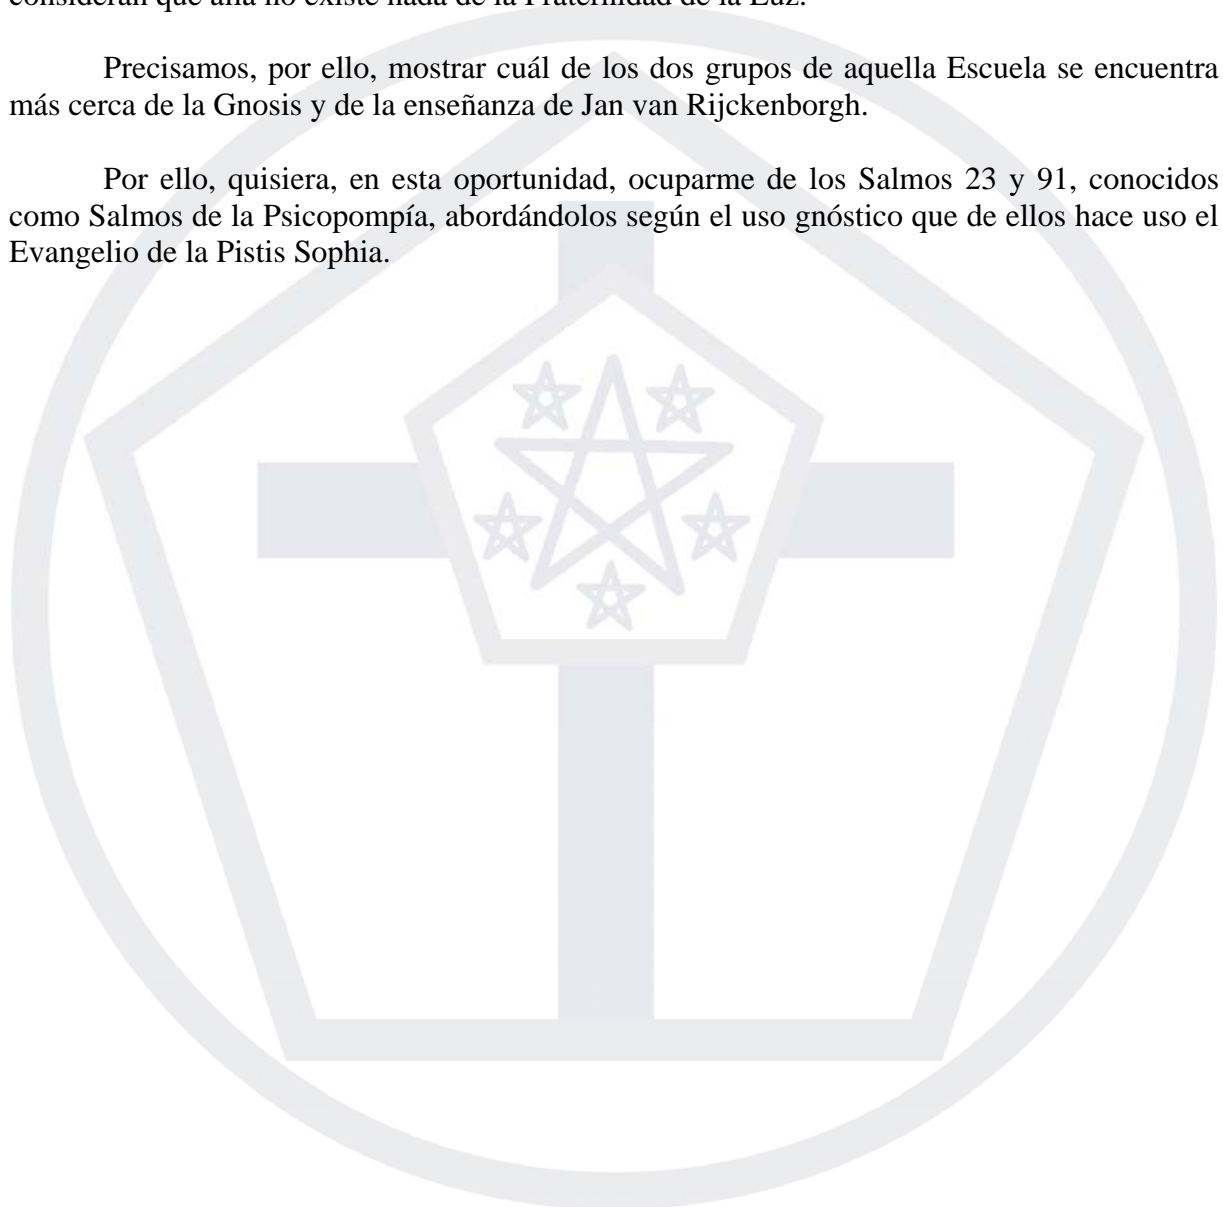 consideran que allá no existe nada de la Fraternidad de la Luz.
Precisamos, por ello, mostrar cuál de los dos grupos de aquella Escuela se encuentra
más cerca de la Gnosis y de la enseñanza de Jan van Rijckenborgh.
Por ello, quisiera, en esta oportunidad, ocuparme de los Salmos 23 y 91, conocidos
como Salmos de la Psicopompía, abordándolos según el uso gnóstico que de ellos hace uso el
Evangelio de la Pistis Sophia.